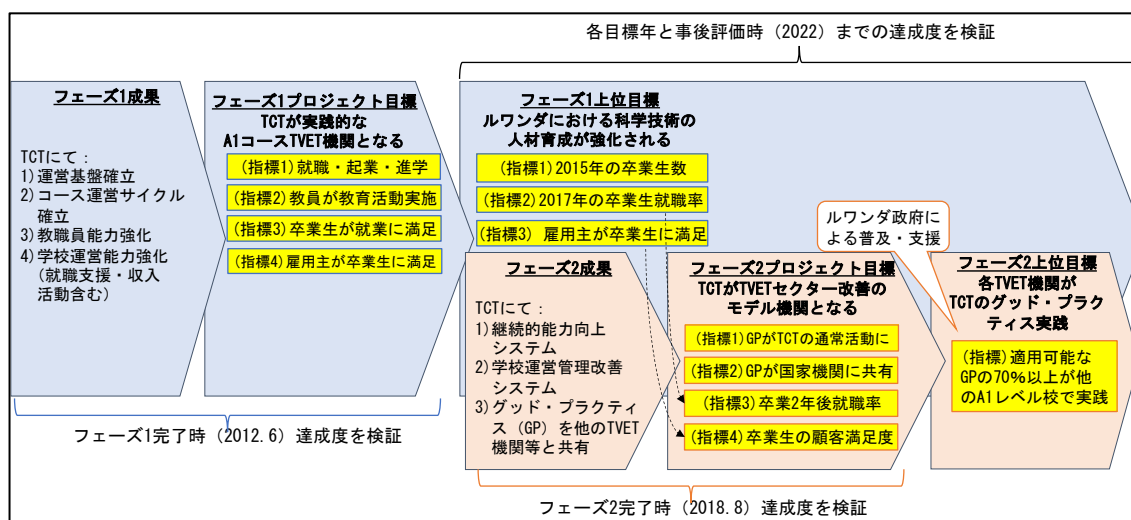 各目標年と事後評価時（2022）までの達成度を検証
フェーズ1成果
TCTにて：
1)運営基盤確立
2)コース運営サイクル
確立
3)教職員能力強化
4)学校運営能力強化
(就職支援・収入
活動含む)
フェーズ1プロジェクト目標
TCTが実践的な
A1コースTVET機関となる
(指標1)就職・起業・進学
(指標2)教員が教育活動実施
(指標3)卒業生が就業に満足
(指標4)雇用主が卒業生に満足
フェーズ1上位目標
ルワンダにおける科学技術の
人材育成が強化される
(指標1)2015年の卒業生数
(指標2)2017年の卒業生就職率
(指標3) 雇用主が卒業生に満足
フェーズ1完了時（2012.6）達成度を検証
フェーズ2成果
TCTにて：
1)継続的能力向上
システム
2)学校運営管理改善
システム
3)グッド・プラクティ
ス（GP）を他のTVET
機関等と共有
フェーズ2プロジェクト目標
TCTがTVETセクター改善の
モデル機関となる
(指標1)GPがTCTの通常活動に
(指標2)GPが国家機関に共有
(指標3)卒業2年後就職率
(指標4)卒業生の顧客満足度
ルワンダ政府に
よる普及・支援
フェーズ2上位目標
各TVET機関が
TCTのグッド・プラク
ティス実践
(指標)適用可能な
GPの70％以上が他
のA1レベル校で実践
フェーズ2完了時（2018.8）達成度を検証